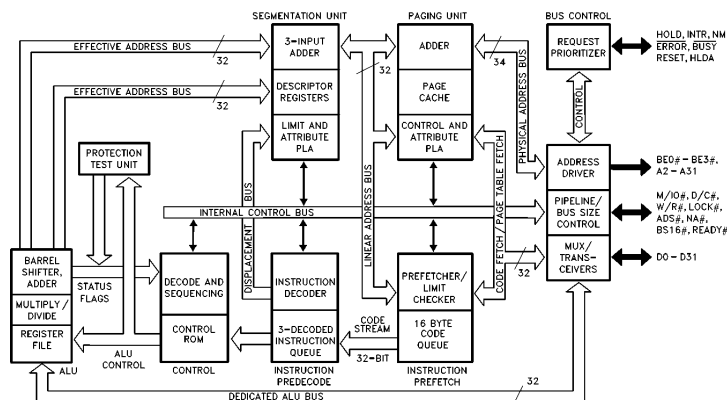 SEGMENTATION UNIT
PAGING UNIT
BUS CONTROL
EFFECTIVE ADDRESS BUS
32
3-INPUT
ADDER
ADDER
32
34
REQUEST
PRIORITIZER
HOLD, INTR, NM
ERROR, BUSY
RESET, HLDA
EFFECTIVE ADDRESS BUS
32
DESCRIPTOR
REGISTERS
PAGE
CACHE
PHYSICAL ADDRESS BUS
CONTROL
PROTECTION
TEST UNIT
LIMIT AND
ATTRIBUTE
PLA
CONTROL AND
ATTRIBUTE
PLA
ADDRESS
DRIVER
BE0# - BE3#,
A2 - A31
DISPLACEMENT BUS
LINEAR ADDRESS BUS
CODE FETCH / PAGE TABLE FETCH
INTERNAL CONTROL BUS
PIPELINE/
BUS SIZE
CONTROL
M/IO#, D/C#,
W/R#, LOCK#,
ADS#, NA#,
BS16#, READY#
BARREL
SHIFTER,
ADDER
STATUS
FLAGS
DECODE AND
SEQUENCING
INSTRUCTION
DECODER
PREFETCHER/
LIMIT
CHECKER
32
MUX/
TRANS-
CEIVERS
D0 - D31
MULTIPLY/
DIVIDE
REGISTER
FILE
CONTROL
ROM
3-DECODED
INSTRUCTION
QUEUE
CODE
STREAM
32-BIT
16 BYTE
CODE
QUEUE
ALU
ALU
CONTROL
CONTROL
INSTRUCTION
PREDECODE
INSTRUCTION
PREFETCH
DEDICATED ALU BUS
32